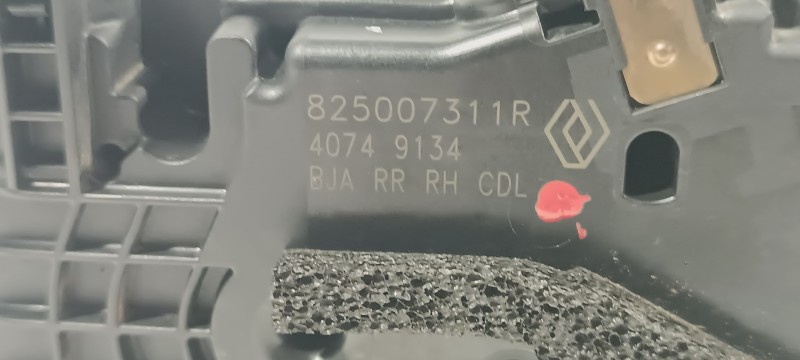 825007311R
4074 9134
BJA RR RH CDL